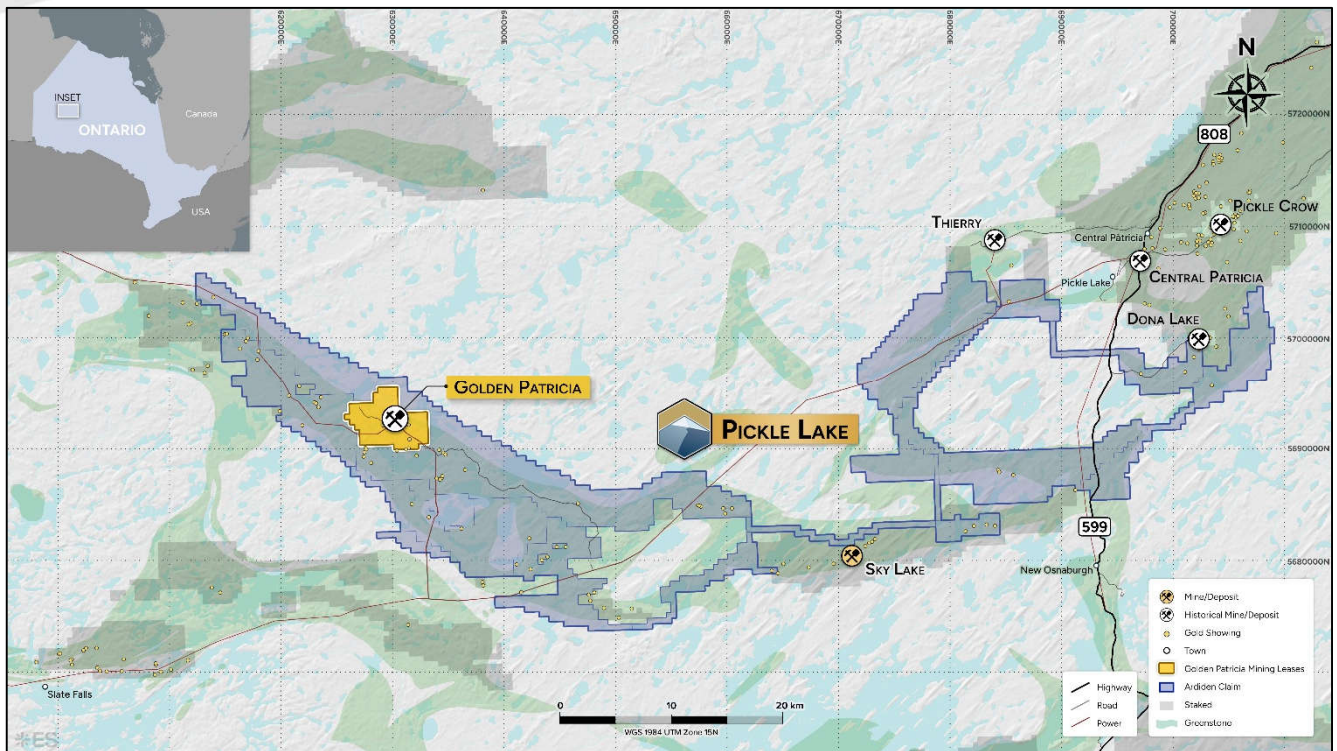 INSET
ONTARIO
Canada
USA
620000E
630000E
640000E
650000E
660000E
670000E
680000E
690000E
700000E
N
808
5720000N
5710000N
5700000N
5690000N
5680000N
THIERRY
PICKLE CROW
Central Patricia
CENTRAL PATRICIA
Pickle Lake
DONA LAKE
GOLDEN PATRICIA
PICKLE LAKE
599
SKY LAKE
New Osnaburgh
Slate Falls
0 10 20 km
WGS 1984 UTM Zone 15N
Highway
Road
Power
Mine/Deposit
Historical Mine/Deposit
Gold Showing
Town
Golden Patricia Mining Leases
Ardiden Claim
Staked
Greenstone
ES